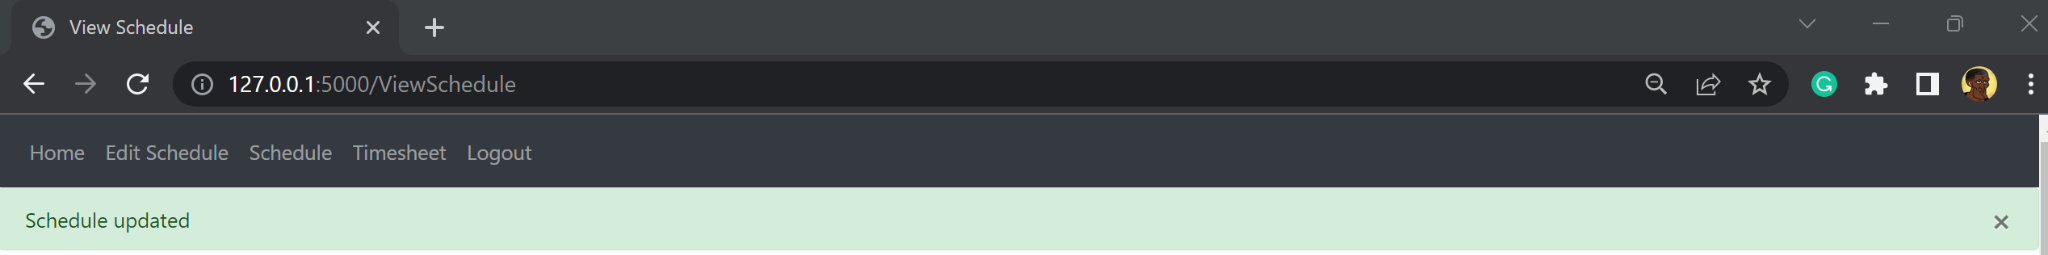 View Schedule
127.0.0.1:5000/ViewSchedule
Home Edit Schedule Schedule Timesheet Logout
Schedule updated